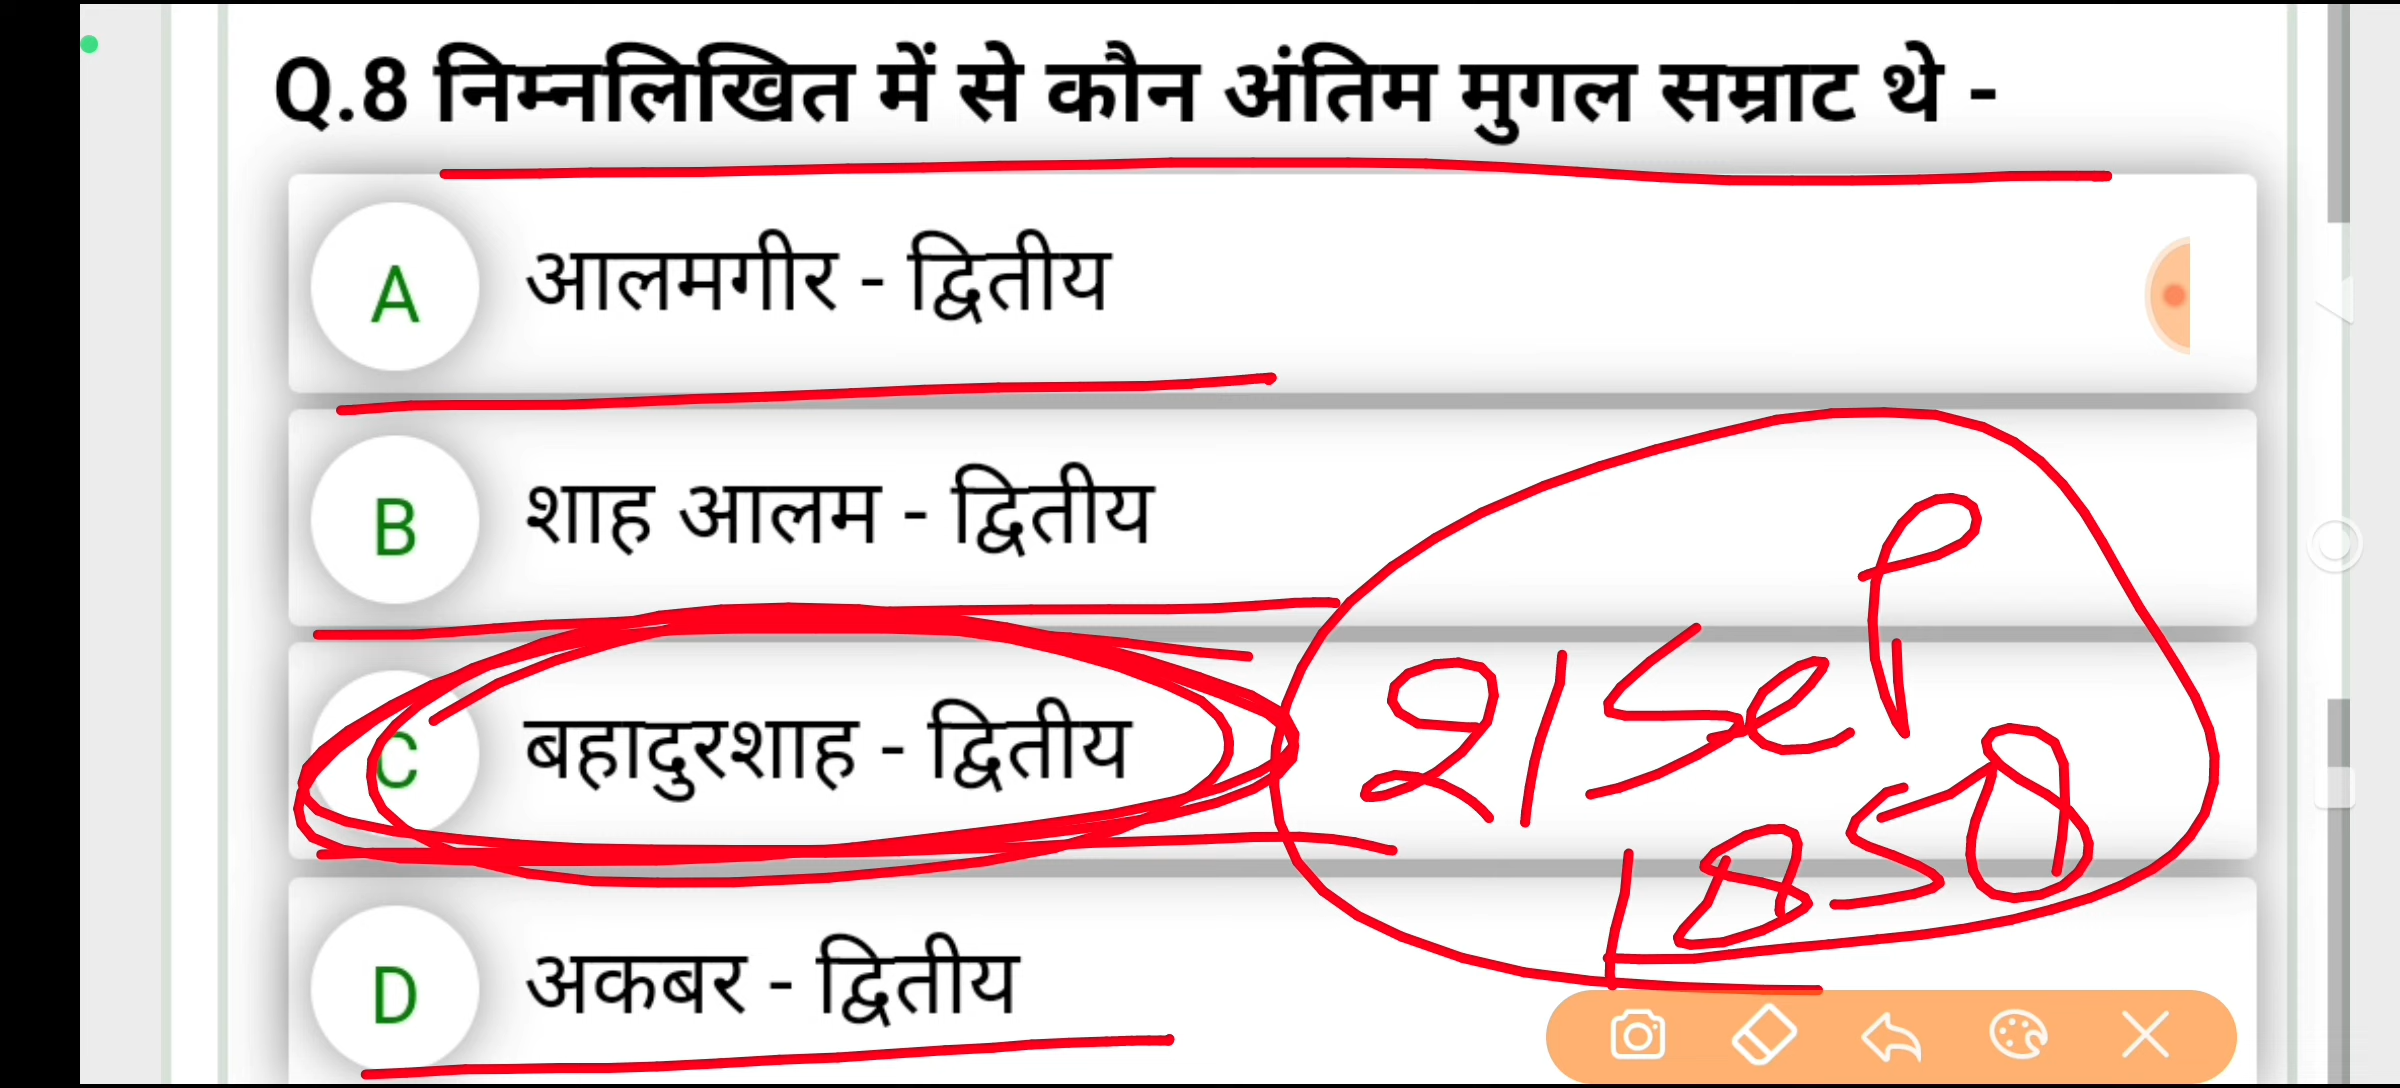 Q.8 निम्नलिखित में से कौन अंतिम मुगल सम्राट थे -
A आलमगीर - द्वितीय
B शाह आलम - द्वितीय
C बहादुरशाह - द्वितीय
21 Sep
1858
D अकबर - द्वितीय